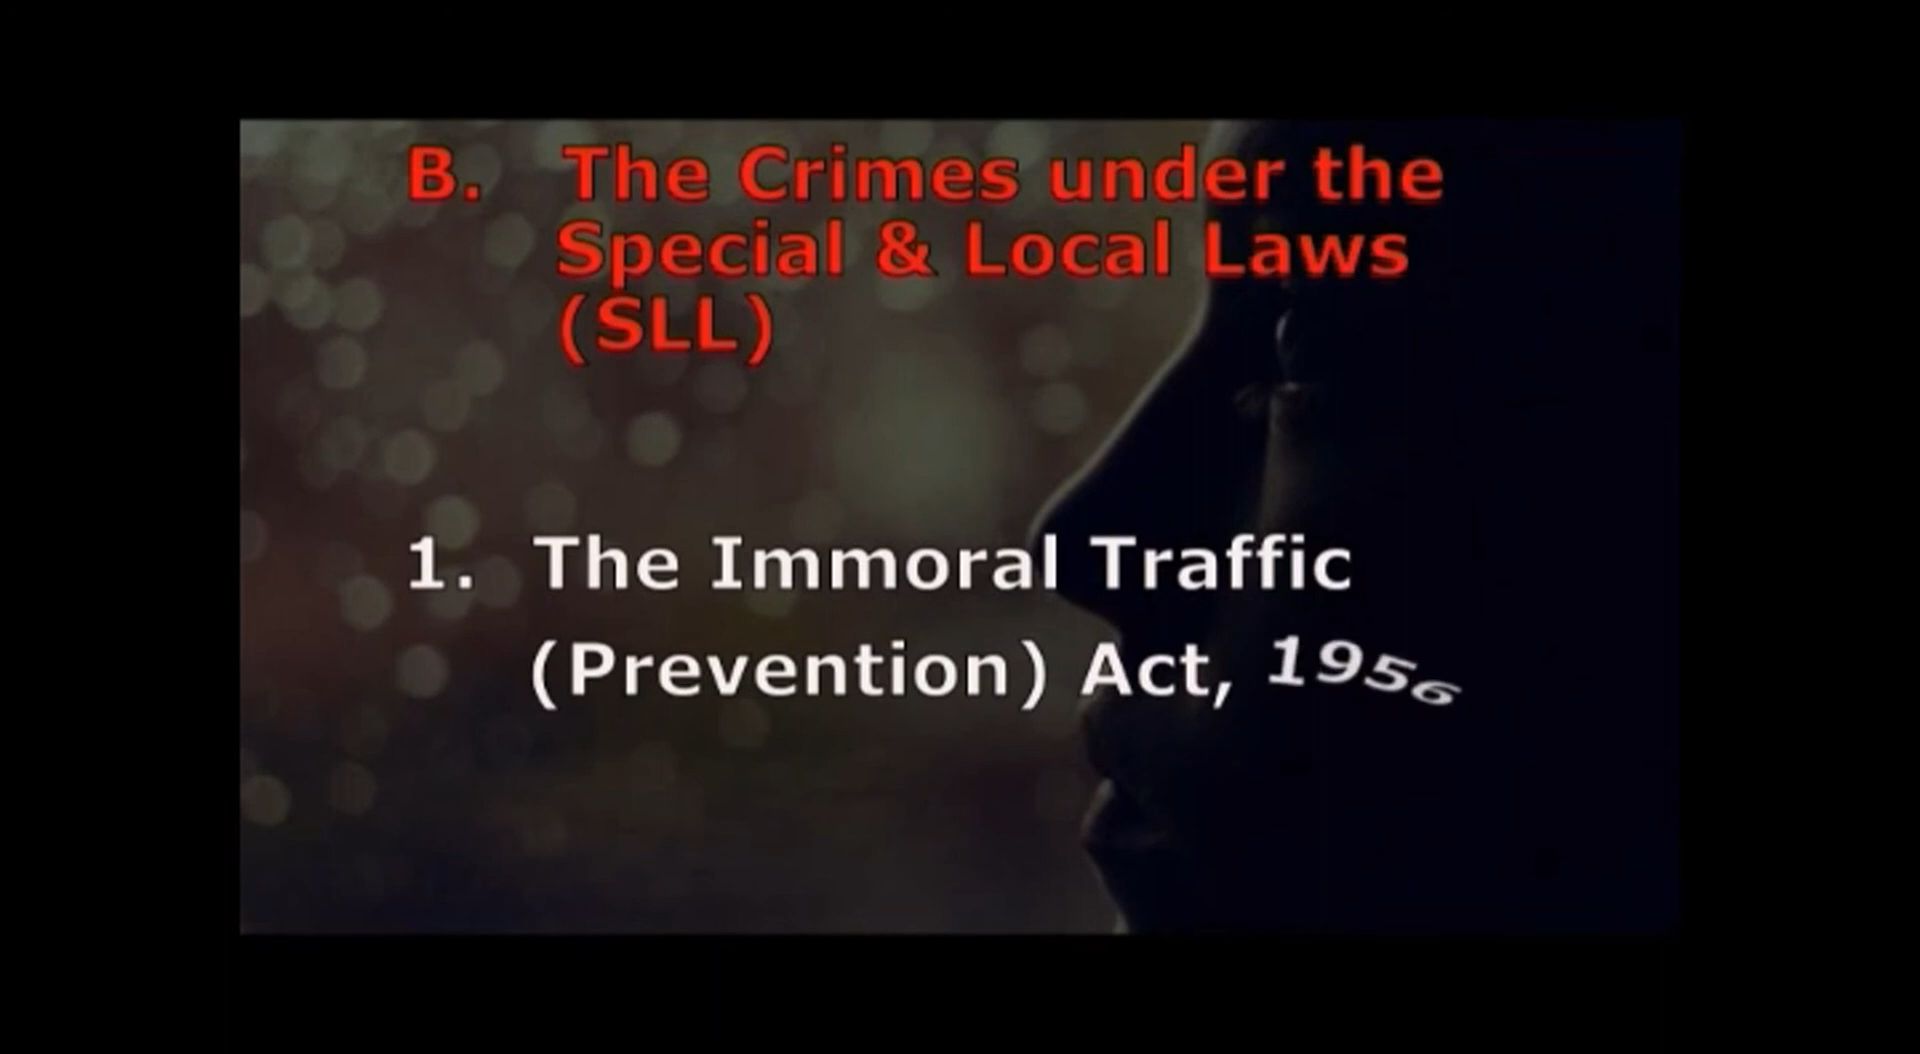 B. The Crimes under the
Special & Local Laws
(SLL)
1. The Immoral Traffic
(Prevention) Act, 1956